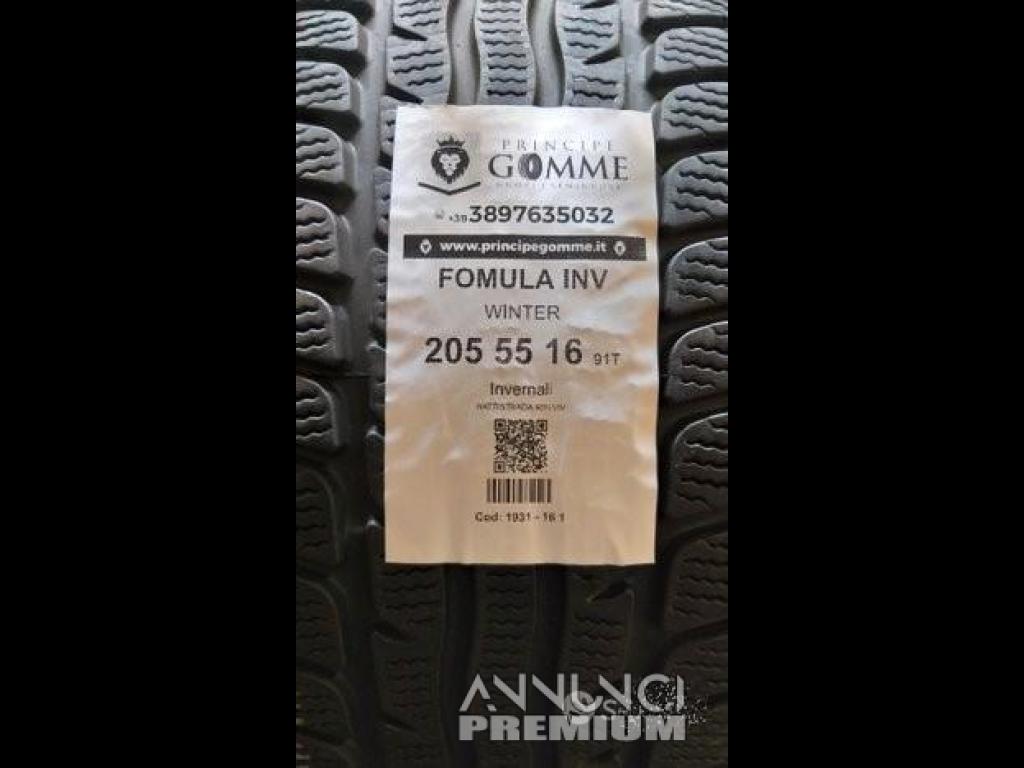 PRINCIPE
GOMME
+39 3897635032
www.principegomme.it
FOMULA INV
WINTER
205 55 16 91T
Invernali
Cod: 1931 - 16 1
ANNUNCI
PREMIUM